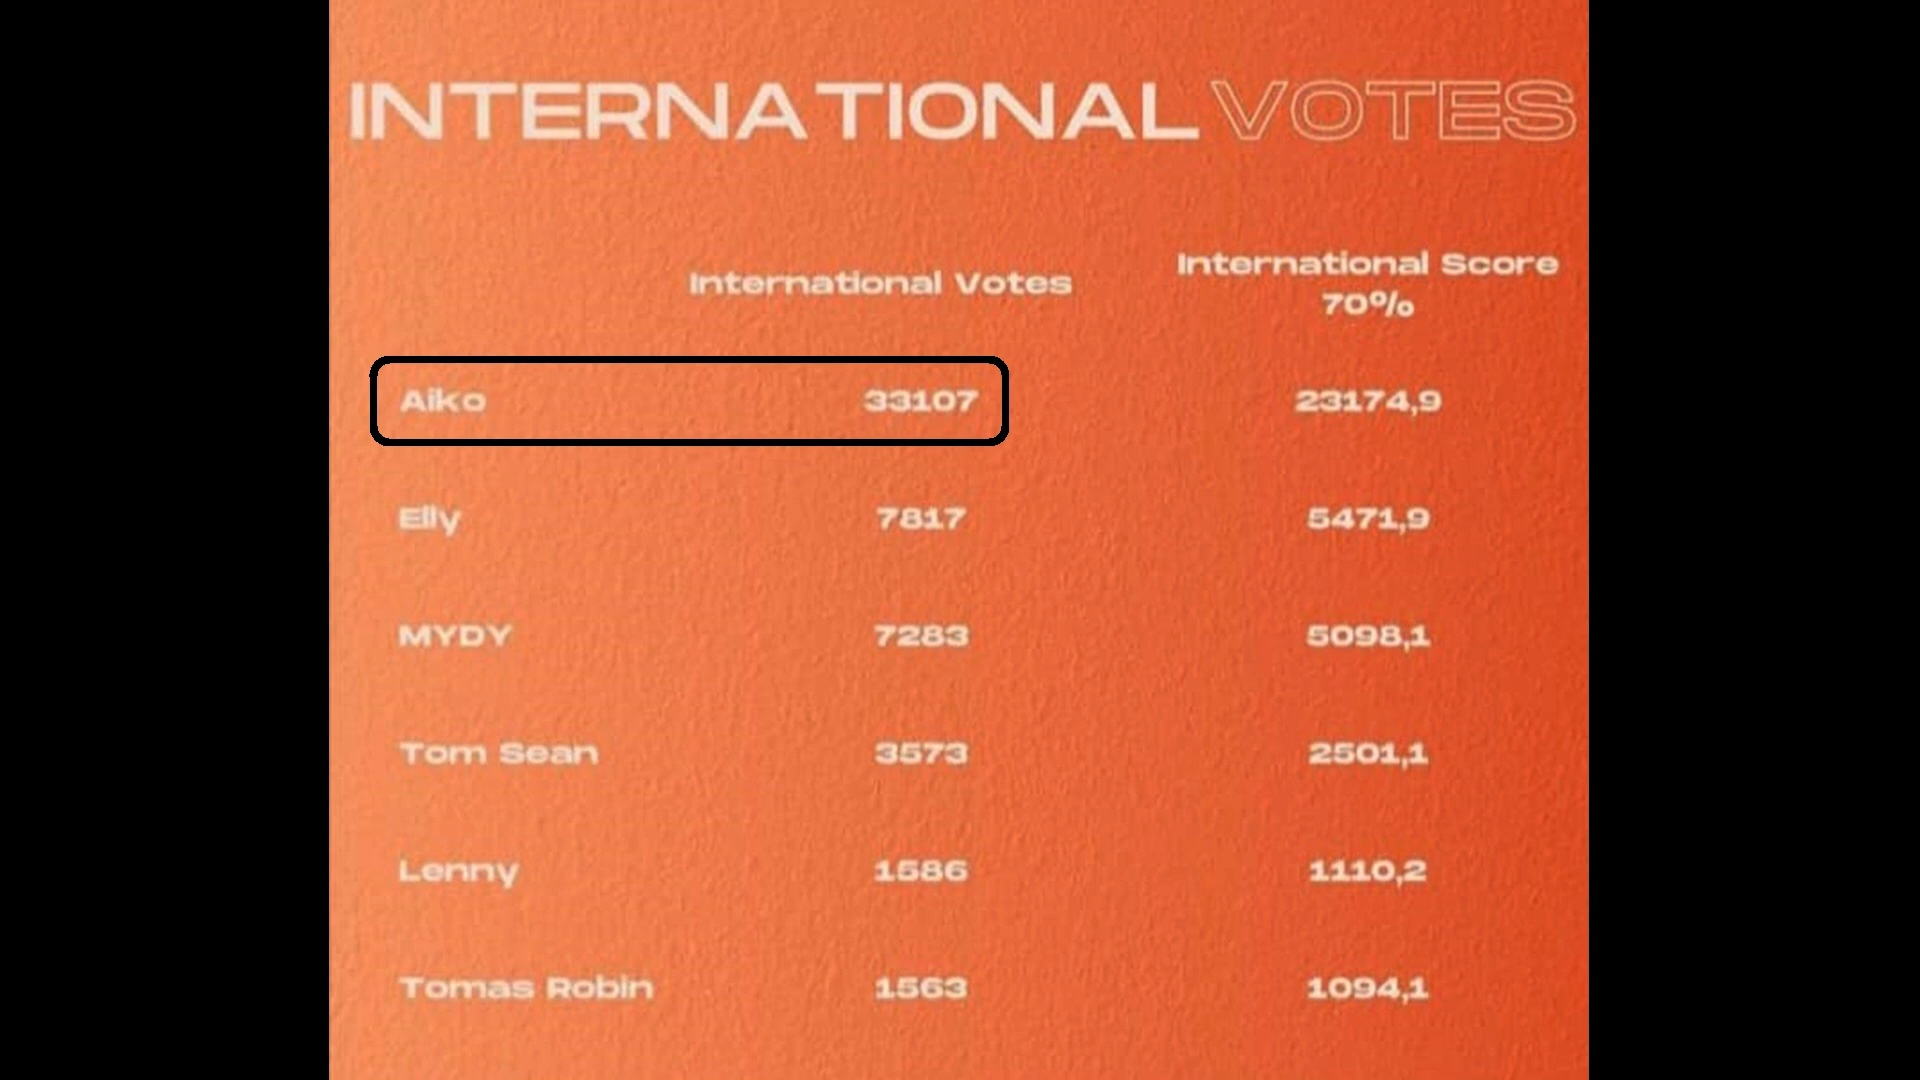 INTERNATIONAL VOTES
International Votes International Score
70%
Aiko 33107 23174,9
Elly 7817 5471,9
MYDY 7283 5098,1
Tom Sean 3573 2501,1
Lenny 1586 1110,2
Tomas Robin 1563 1094,1